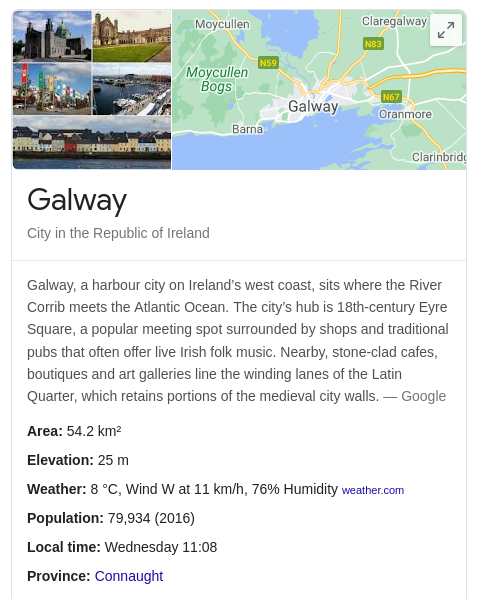 Moycullen
Claregalway
N83
N59
Moycullen
Bogs
Galway
N67
Oranmore
Barna
Clarinbridg
Galway
City in the Republic of Ireland
Galway, a harbour city on Ireland's west coast, sits where the River
Corrib meets the Atlantic Ocean. The city's hub is 18th-century Eyre
Square, a popular meeting spot surrounded by shops and traditional
pubs that often offer live Irish folk music. Nearby, stone-clad cafes,
boutiques and art galleries line the winding lanes of the Latin
Quarter, which retains portions of the medieval city walls. — Google
Area: 54.2 km²
Elevation: 25 m
Weather: 8 °C, Wind W at 11 km/h, 76% Humidity weather.com
Population: 79,934 (2016)
Local time: Wednesday 11:08
Province: Connaught